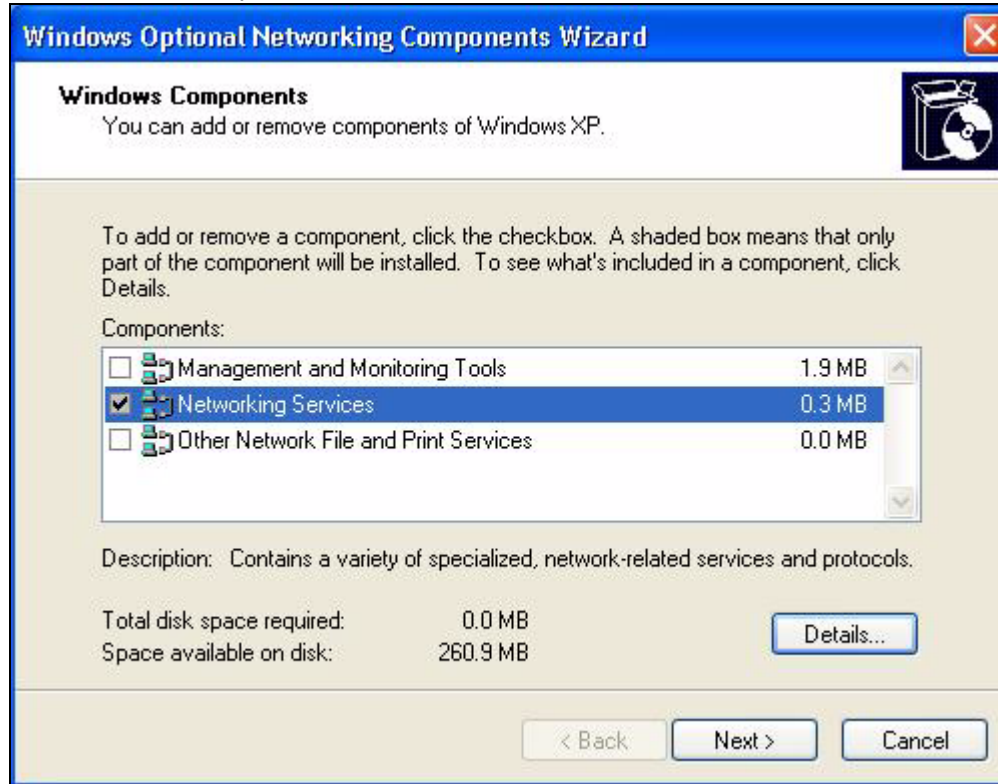 Windows Optional Networking Components Wizard
Windows Components
You can add or remove components of Windows XP.
To add or remove a component, click the checkbox. A shaded box means that only
part of the component will be installed. To see what's included in a component, click
Details.
Components:
Management and Monitoring Tools 1.9 MB
Networking Services 0.3 MB
Other Network File and Print Services 0.0 MB
Description: Contains a variety of specialized, network-related services and protocols.
Total disk space required: 0.0 MB
Space available on disk: 260.9 MB
Details...
< Back Next > Cancel